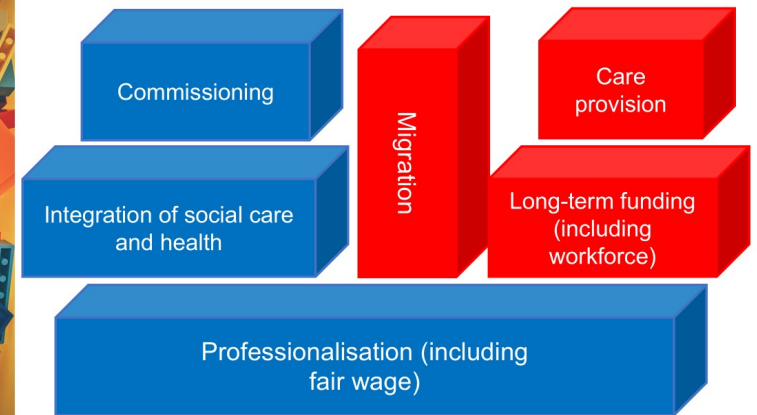 Commissioning
Migration
Care
provision
Integration of social care
and health
Long-term funding
(including
workforce)
Professionalisation (including
fair wage)